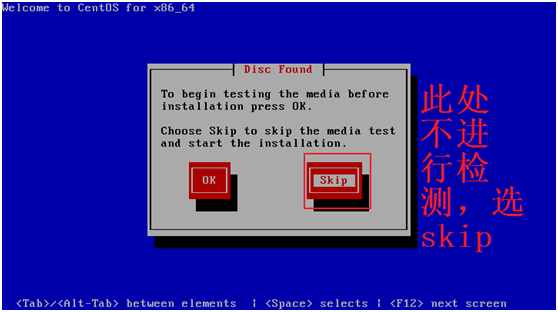 Welcome to CentOS for x86_64
Disc Found
To begin testing the media before
installation press OK.
Choose Skip to skip the media test
and start the installation.
OK
Skip
此处
不进
行检
测，选
skip
<Tab>/<Alt-Tab> between elements | <Space> selects | <F12> next screen